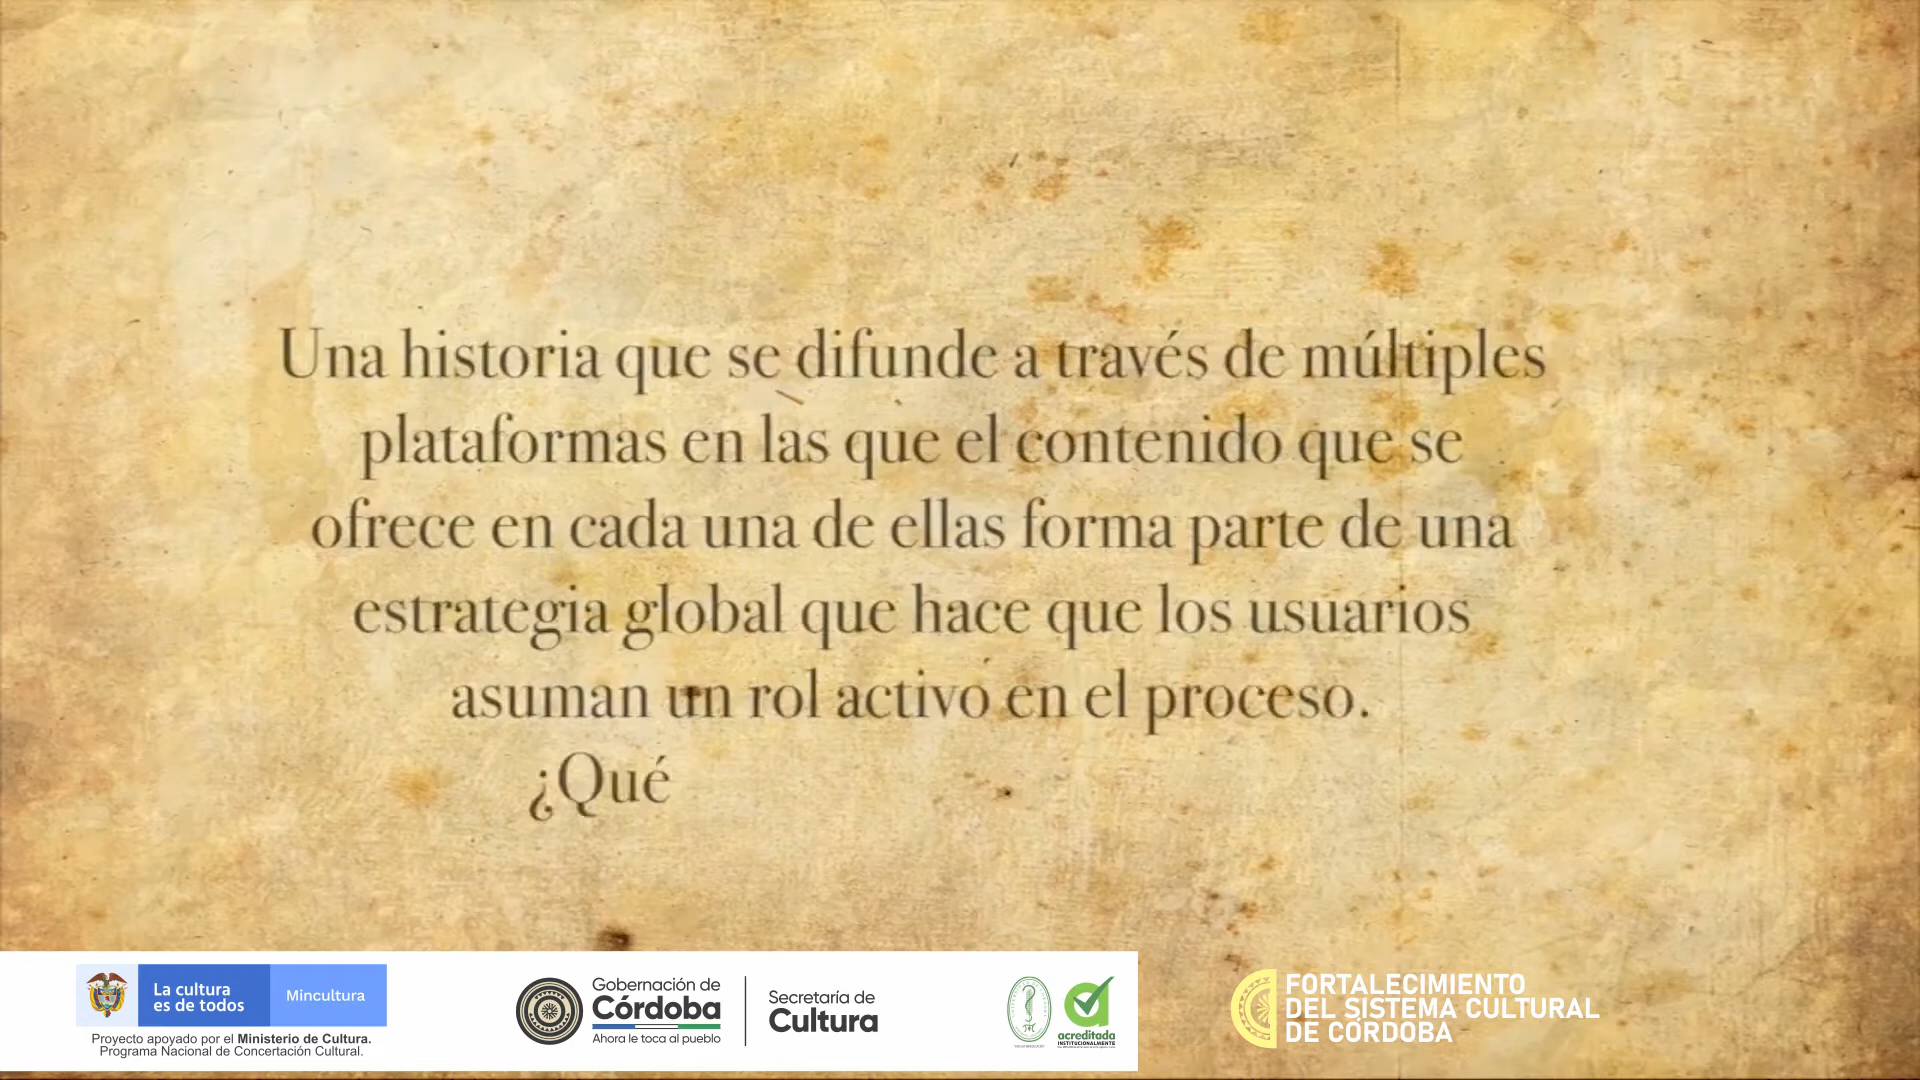 Una historia que se difunde a través de múltiples
plataformas en las que el contenido que se
ofrece en cada una de ellas forma parte de una
estrategia global que hace que los usuarios
asuman un rol activo en el proceso.
¿Qué
La cultura
es de todos
Mincultura
Proyecto apoyado por el Ministerio de Cultura.
Programa Nacional de Concertación Cultural.
Gobernación de
Córdoba
Ahora le toca al pueblo
Secretaría de
Cultura
acreditada
INSTITUCIONALMENTE
FORTALECIMIENTO
DEL SISTEMA CULTURAL
DE CÓRDOBA